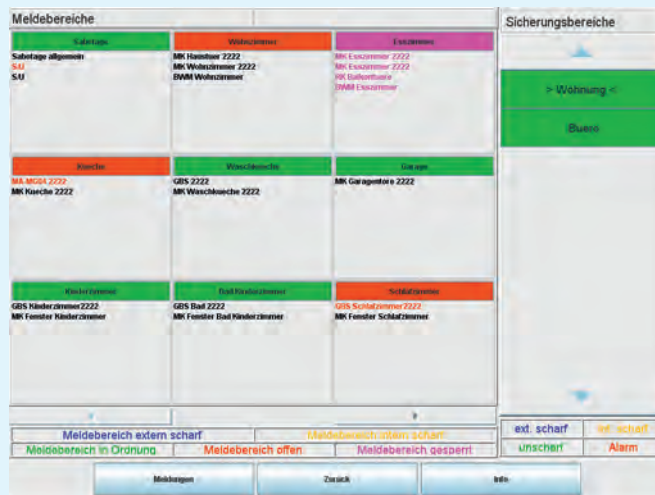 Meldebereiche
Sicherungsbereiche
Sabotage
Wohnzimmer
Esszimmer
Sabotage allgemein
S/U
S/U
MK Haustuer 2222
MK Wohnzimmer 2222
BWM Wohnzimmer
MK Esszimmer 2222
MK Esszimmer 2222
RK Balkontuere
BWM Esszimmer
> Wohnung <
Buero
Kueche
Waschkueche
Garage
MA-MG04 2222
MK Kueche 2222
GBS 2222
MK Waschkueche 2222
MK Garagentore 2222
Kinderzimmer
Bad Kinderzimmer
Schlafzimmer
GBS Kinderzimmer2222
MK Fenster Kinderzimmer
GBS Bad 2222
MK Fenster Bad Kinderzimmer
GBS Schlafzimmer2222
MK Fenster Schlafzimmer
Meldebereich extern scharf
Meldebereich intern scharf
Meldebereich in Ordnung
Meldebereich offen
Meldebereich gesperrt
ext. scharf
int. scharf
unscharf
Alarm
Meldungen
Zurück
Info